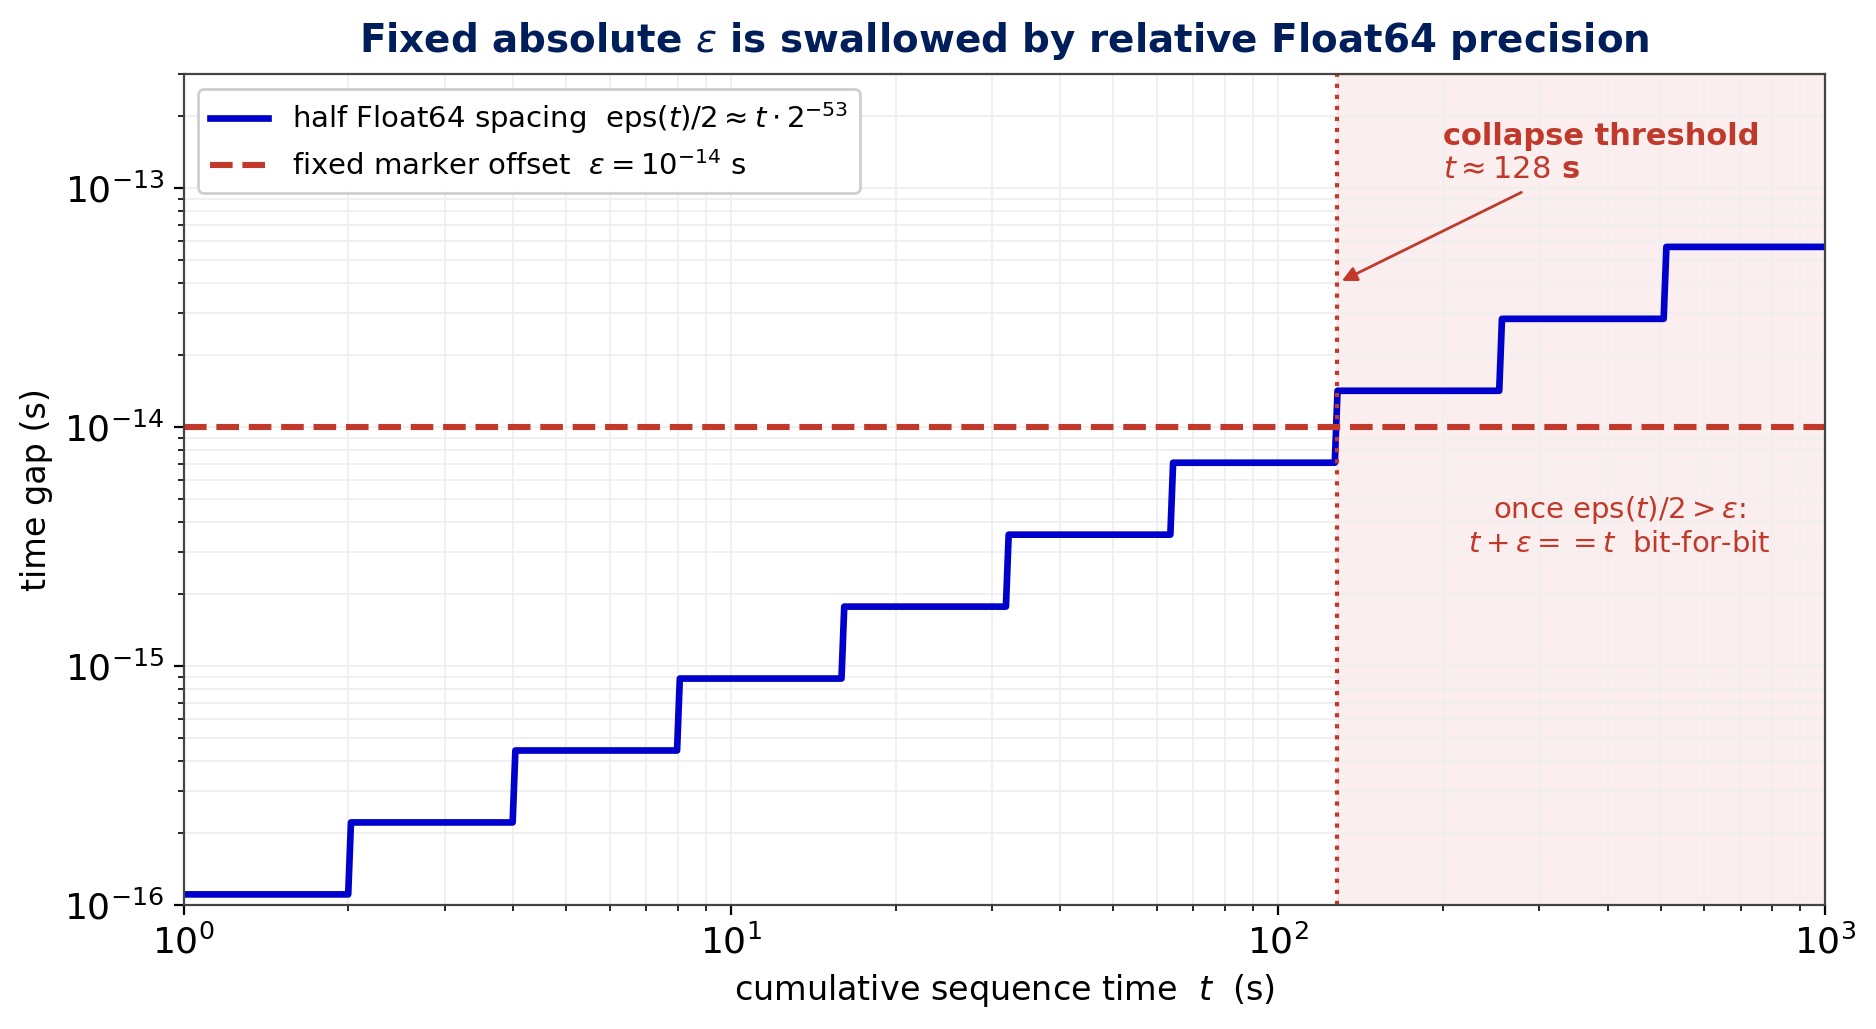 Fixed absolute ε is swallowed by relative Float64 precision
half Float64 spacing eps(t)/2 ≈ t · 2⁻⁵³
fixed marker offset ε = 10⁻¹⁴ s
collapse threshold
t ≈ 128 s
once eps(t)/2 > ε:
t + ε == t bit-for-bit
time gap (s)
10⁻¹³
10⁻¹⁴
10⁻¹⁵
10⁻¹⁶
10⁰ 10¹ 10² 10³
cumulative sequence time t (s)